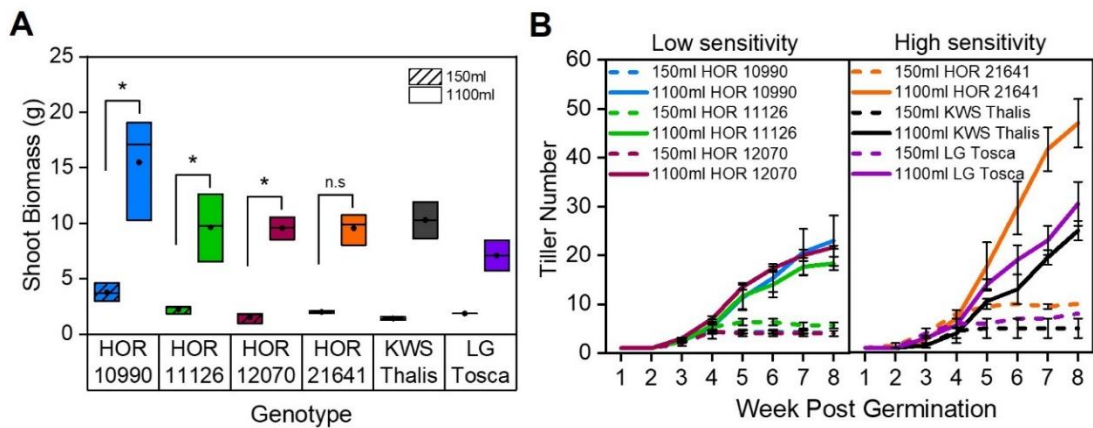 A
Shoot Biomass (g)
25
20
15
10
5
0
*
*
*
n.s
150ml
1100ml
HOR 10990
HOR 11126
HOR 12070
HOR 21641
KWS Thalis
LG Tosca
Genotype
B
Low sensitivity
High sensitivity
Tiller Number
60
50
40
30
20
10
0
150ml HOR 10990
1100ml HOR 10990
150ml HOR 11126
1100ml HOR 11126
150ml HOR 12070
1100ml HOR 12070
150ml HOR 21641
1100ml HOR 21641
150ml KWS Thalis
1100ml KWS Thalis
150ml LG Tosca
1100ml LG Tosca
1 2 3 4 5 6 7 8
1 2 3 4 5 6 7 8
Week Post Germination